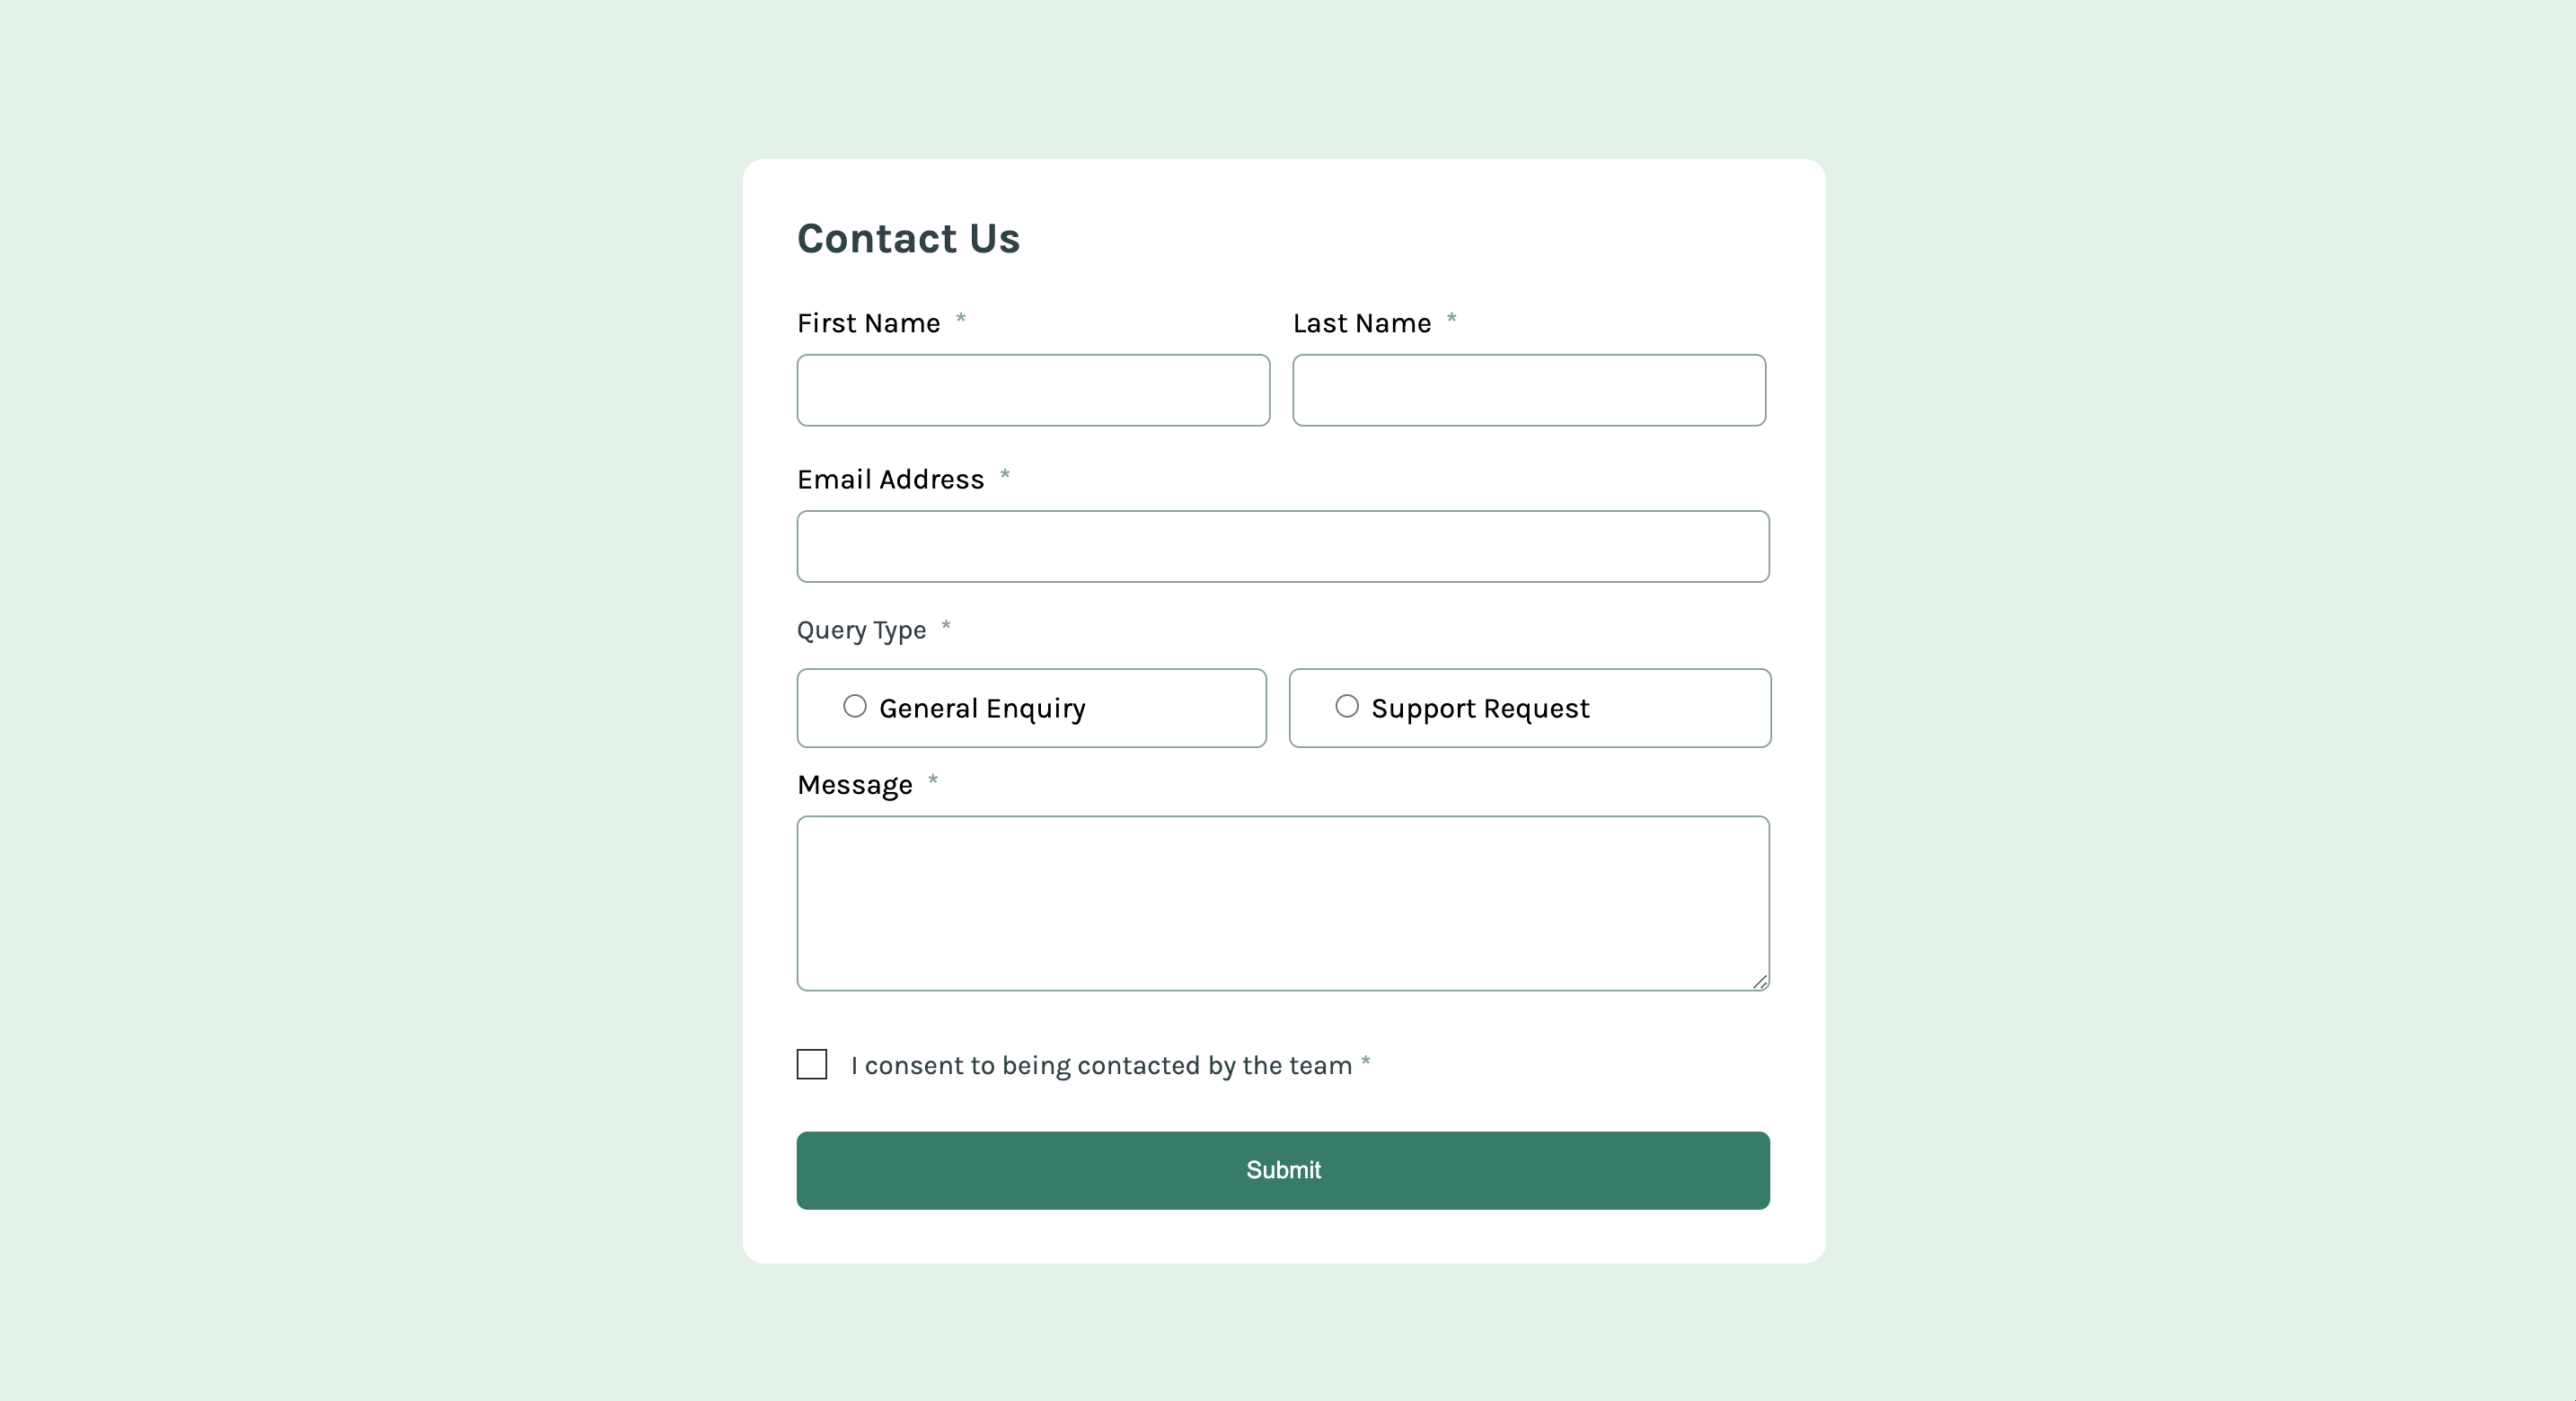 Contact Us
First Name * Last Name *
Email Address *
Query Type *
General Enquiry Support Request
Message *
I consent to being contacted by the team *
Submit